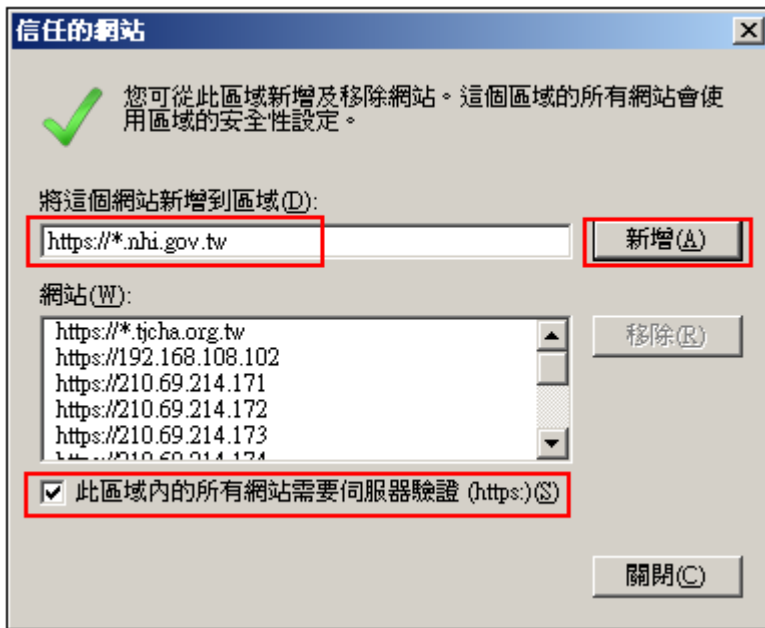 信任的網站
您可從此區域新增及移除網站。這個區域的所有網站會使
用區域的安全性設定。
將這個網站新增到區域(D):
https://*.nhi.gov.tw
新增(A)
網站(W):
https://*.tjcha.org.tw
https://192.168.108.102
https://210.69.214.171
https://210.69.214.172
https://210.69.214.173
移除(R)
此區域內的所有網站需要伺服器驗證 (https:)(S)
關閉(C)